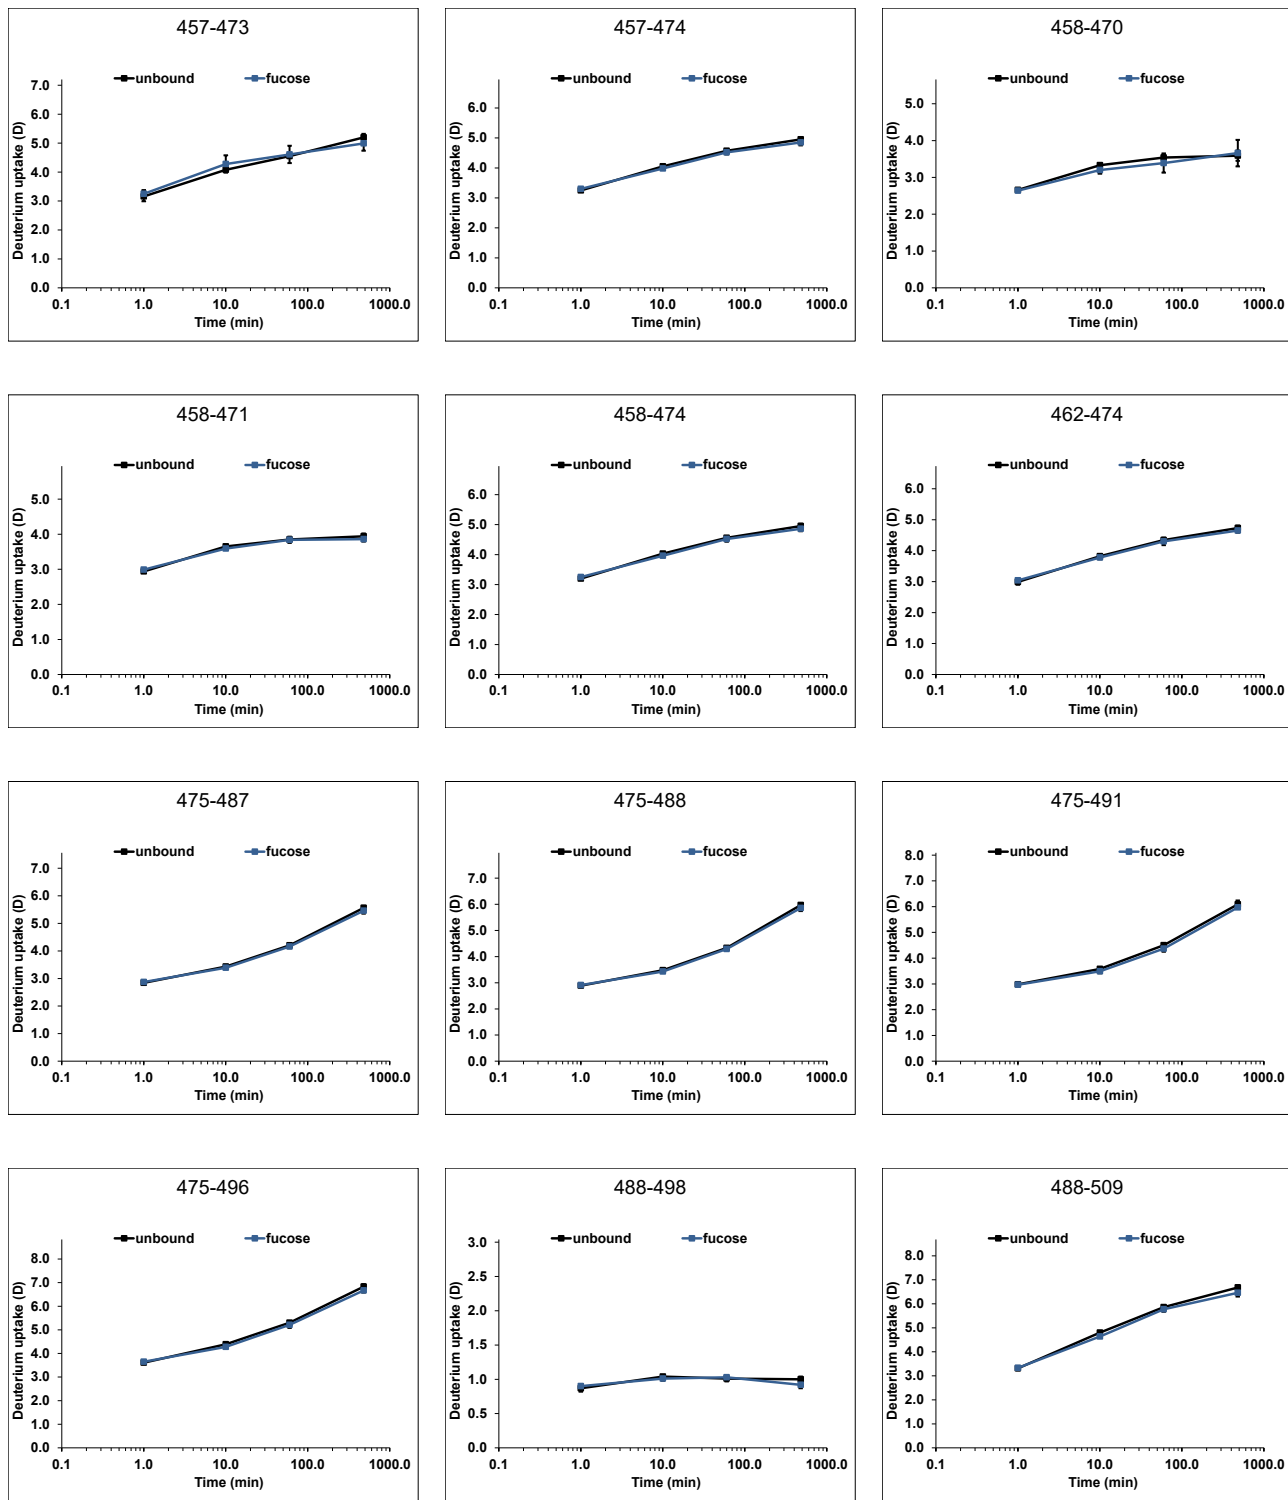 457-473
unbound fucose
Deuterium uptake (D)
7.0
6.0
5.0
4.0
3.0
2.0
1.0
0.0
0.1 1.0 10.0 100.0 1000.0
Time (min)
457-474
unbound fucose
Deuterium uptake (D)
6.0
5.0
4.0
3.0
2.0
1.0
0.0
0.1 1.0 10.0 100.0 1000.0
Time (min)
458-470
unbound fucose
Deuterium uptake (D)
5.0
4.0
3.0
2.0
1.0
0.0
0.1 1.0 10.0 100.0 1000.0
Time (min)
458-471
unbound fucose
Deuterium uptake (D)
5.0
4.0
3.0
2.0
1.0
0.0
0.1 1.0 10.0 100.0 1000.0
Time (min)
458-474
unbound fucose
Deuterium uptake (D)
6.0
5.0
4.0
3.0
2.0
1.0
0.0
0.1 1.0 10.0 100.0 1000.0
Time (min)
462-474
unbound fucose
Deuterium uptake (D)
6.0
5.0
4.0
3.0
2.0
1.0
0.0
0.1 1.0 10.0 100.0 1000.0
Time (min)
475-487
unbound fucose
Deuterium uptake (D)
7.0
6.0
5.0
4.0
3.0
2.0
1.0
0.0
0.1 1.0 10.0 100.0 1000.0
Time (min)
475-488
unbound fucose
Deuterium uptake (D)
7.0
6.0
5.0
4.0
3.0
2.0
1.0
0.0
0.1 1.0 10.0 100.0 1000.0
Time (min)
475-491
unbound fucose
Deuterium uptake (D)
8.0
7.0
6.0
5.0
4.0
3.0
2.0
1.0
0.0
0.1 1.0 10.0 100.0 1000.0
Time (min)
475-496
unbound fucose
Deuterium uptake (D)
8.0
7.0
6.0
5.0
4.0
3.0
2.0
1.0
0.0
0.1 1.0 10.0 100.0 1000.0
Time (min)
488-498
unbound fucose
Deuterium uptake (D)
3.0
2.5
2.0
1.5
1.0
0.5
0.0
0.1 1.0 10.0 100.0 1000.0
Time (min)
488-509
unbound fucose
Deuterium uptake (D)
8.0
7.0
6.0
5.0
4.0
3.0
2.0
1.0
0.0
0.1 1.0 10.0 100.0 1000.0
Time (min)